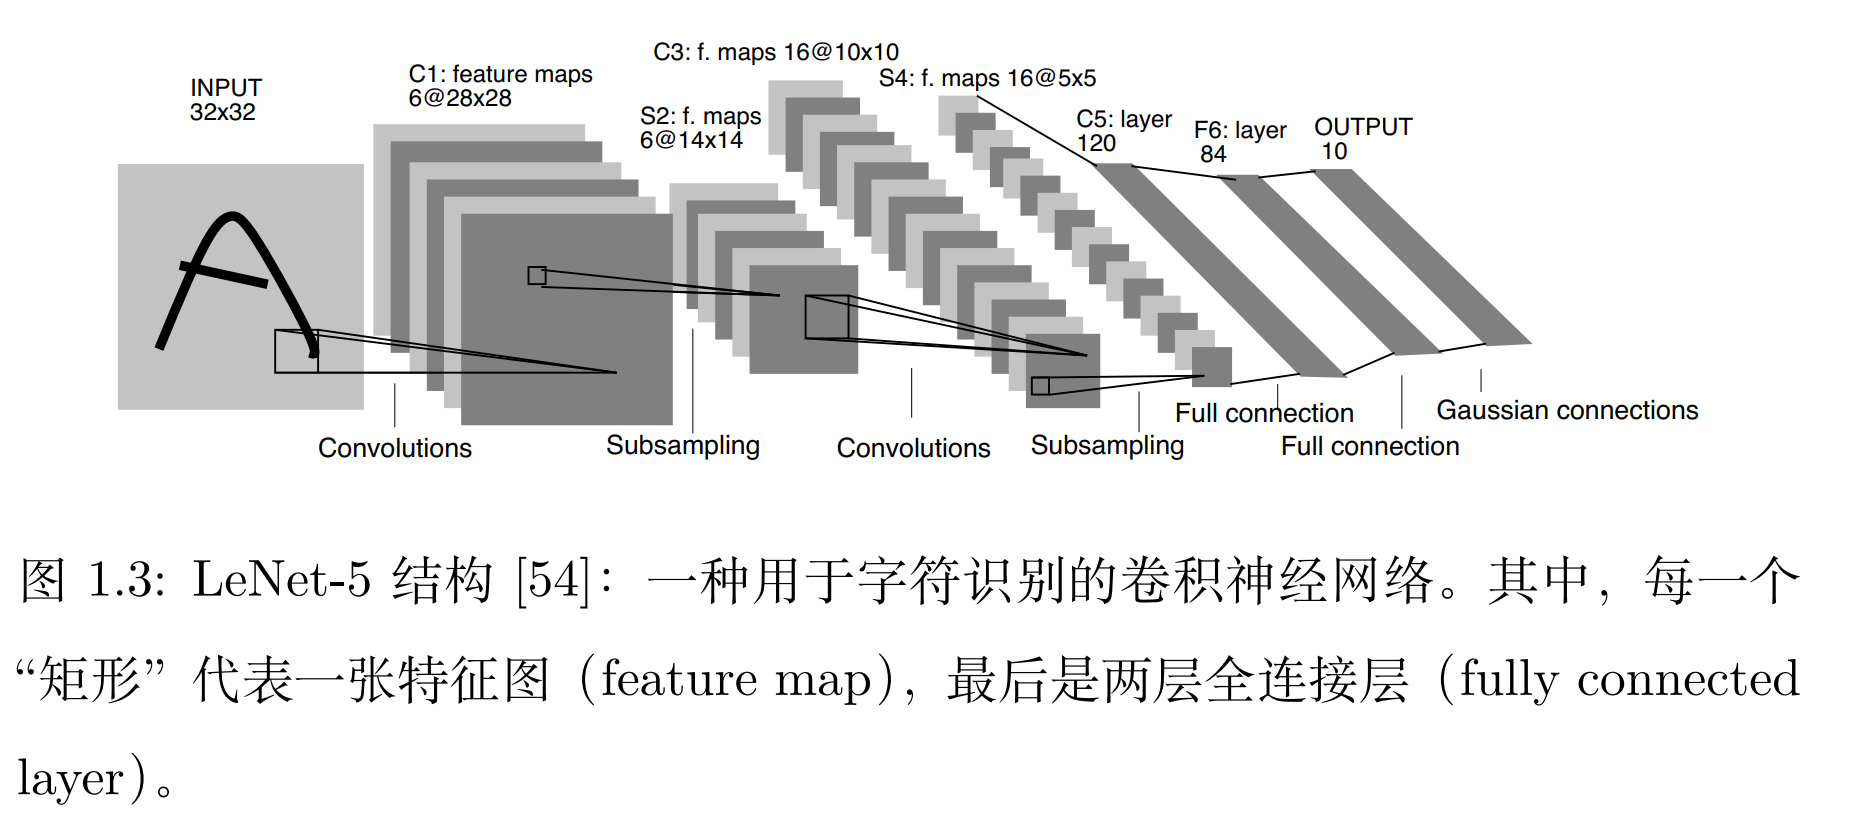 INPUT
32x32
C1: feature maps
6@28x28
S2: f. maps
6@14x14
C3: f. maps 16@10x10
S4: f. maps 16@5x5
C5: layer
120
F6: layer
84
OUTPUT
10
Convolutions
Subsampling
Convolutions
Subsampling
Full connection
Full connection
Gaussian connections
图 1.3: LeNet-5 结构 [54]：一种用于字符识别的卷积神经网络。其中，每一个
“矩形” 代表一张特征图（feature map），最后是两层全连接层（fully connected
layer）。